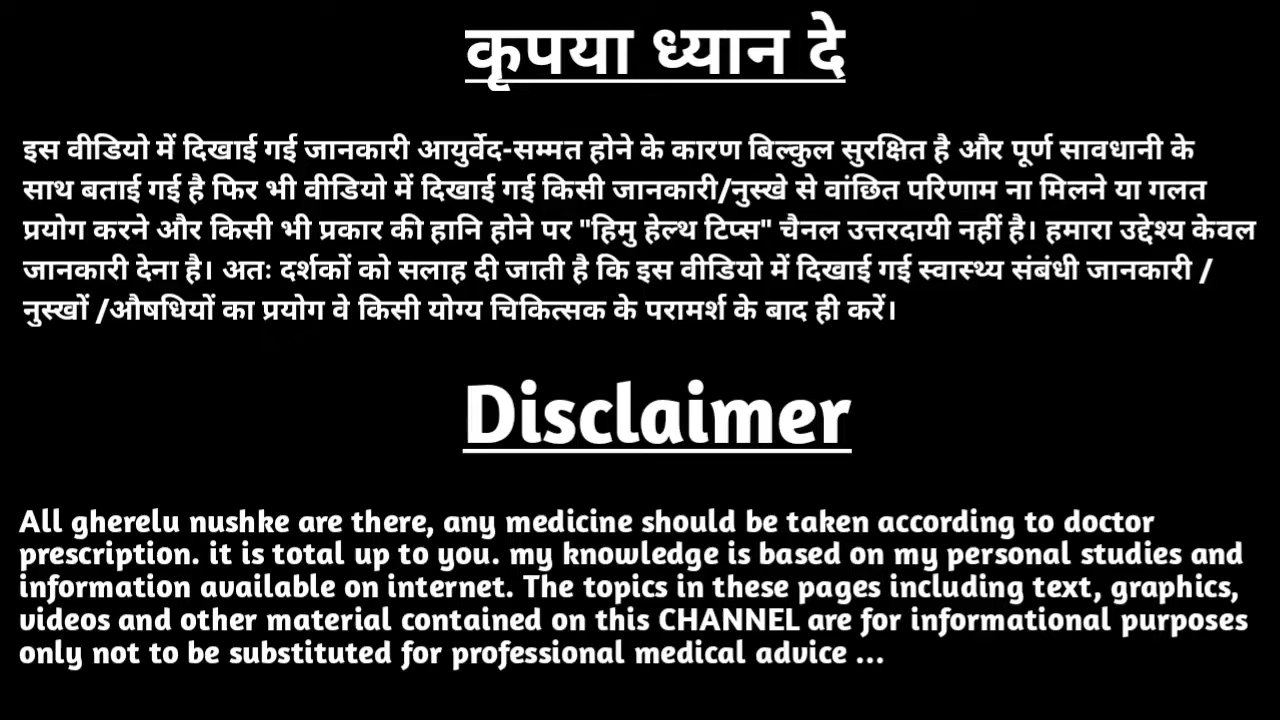 कृपया ध्यान दे
इस वीडियो में दिखाई गई जानकारी आयुर्वेद-सम्मत होने के कारण बिल्कुल सुरक्षित है और पूर्ण सावधानी के
साथ बताई गई है फिर भी वीडियो में दिखाई गई किसी जानकारी/नुस्खे से वांछित परिणाम ना मिलने या गलत
प्रयोग करने और किसी भी प्रकार की हानि होने पर "हिमु हेल्थ टिप्स" चैनल उत्तरदायी नहीं है। हमारा उद्देश्य केवल
जानकारी देना है। अतः दर्शकों को सलाह दी जाती है कि इस वीडियो में दिखाई गई स्वास्थ्य संबंधी जानकारी /
नुस्खों /औषधियों का प्रयोग वे किसी योग्य चिकित्सक के परामर्श के बाद ही करें।
Disclaimer
All gherelu nushke are there, any medicine should be taken according to doctor
prescription. it is total up to you. my knowledge is based on my personal studies and
information available on internet. The topics in these pages including text, graphics,
videos and other material contained on this CHANNEL are for informational purposes
only not to be substituted for professional medical advice ...